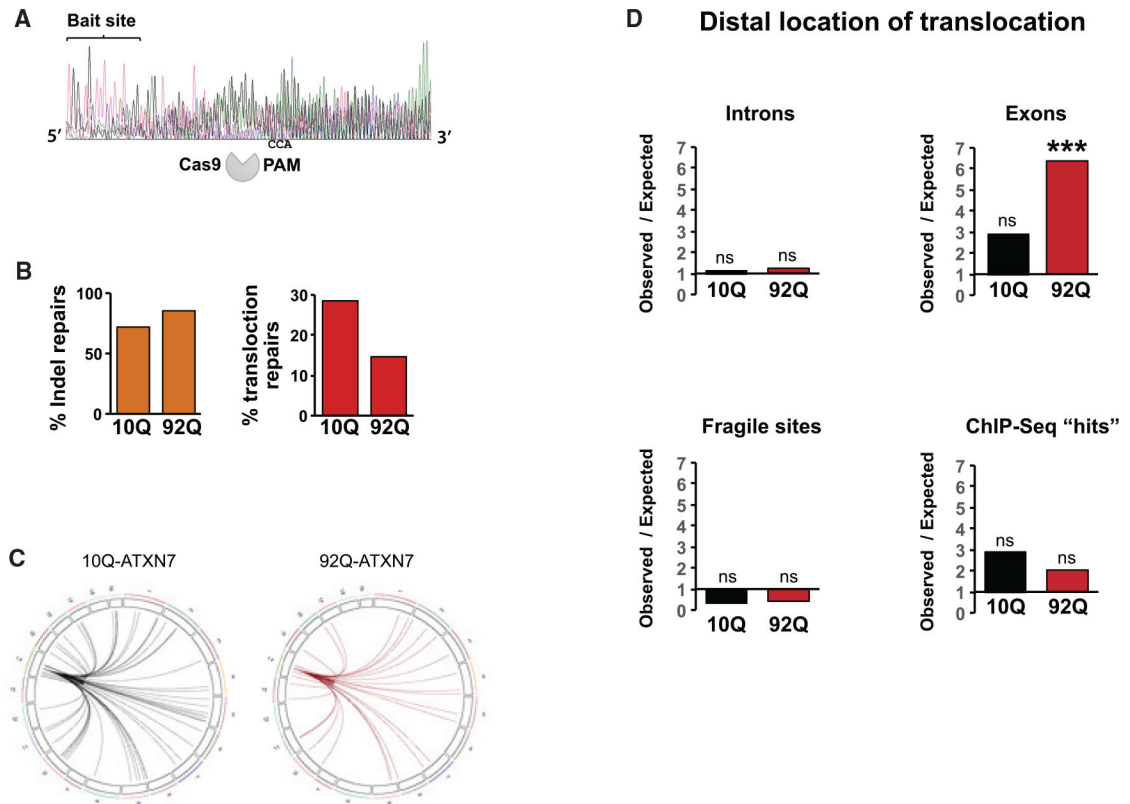 A
Bait site
5′
3′
CCA
Cas9
PAM
B
% Indel repairs
100
50
0
10Q
92Q
% transloction
repairs
30
20
10
0
10Q
92Q
C
10Q-ATXN7
92Q-ATXN7
D
Distal location of translocation
Introns
Observed / Expected
7
6
5
4
3
2
1
0
ns
ns
10Q
92Q
Exons
Observed / Expected
7
6
5
4
3
2
1
0
ns
***
10Q
92Q
Fragile sites
Observed / Expected
7
6
5
4
3
2
1
0
ns
ns
10Q
92Q
ChIP-Seq “hits”
Observed / Expected
7
6
5
4
3
2
1
0
ns
ns
10Q
92Q